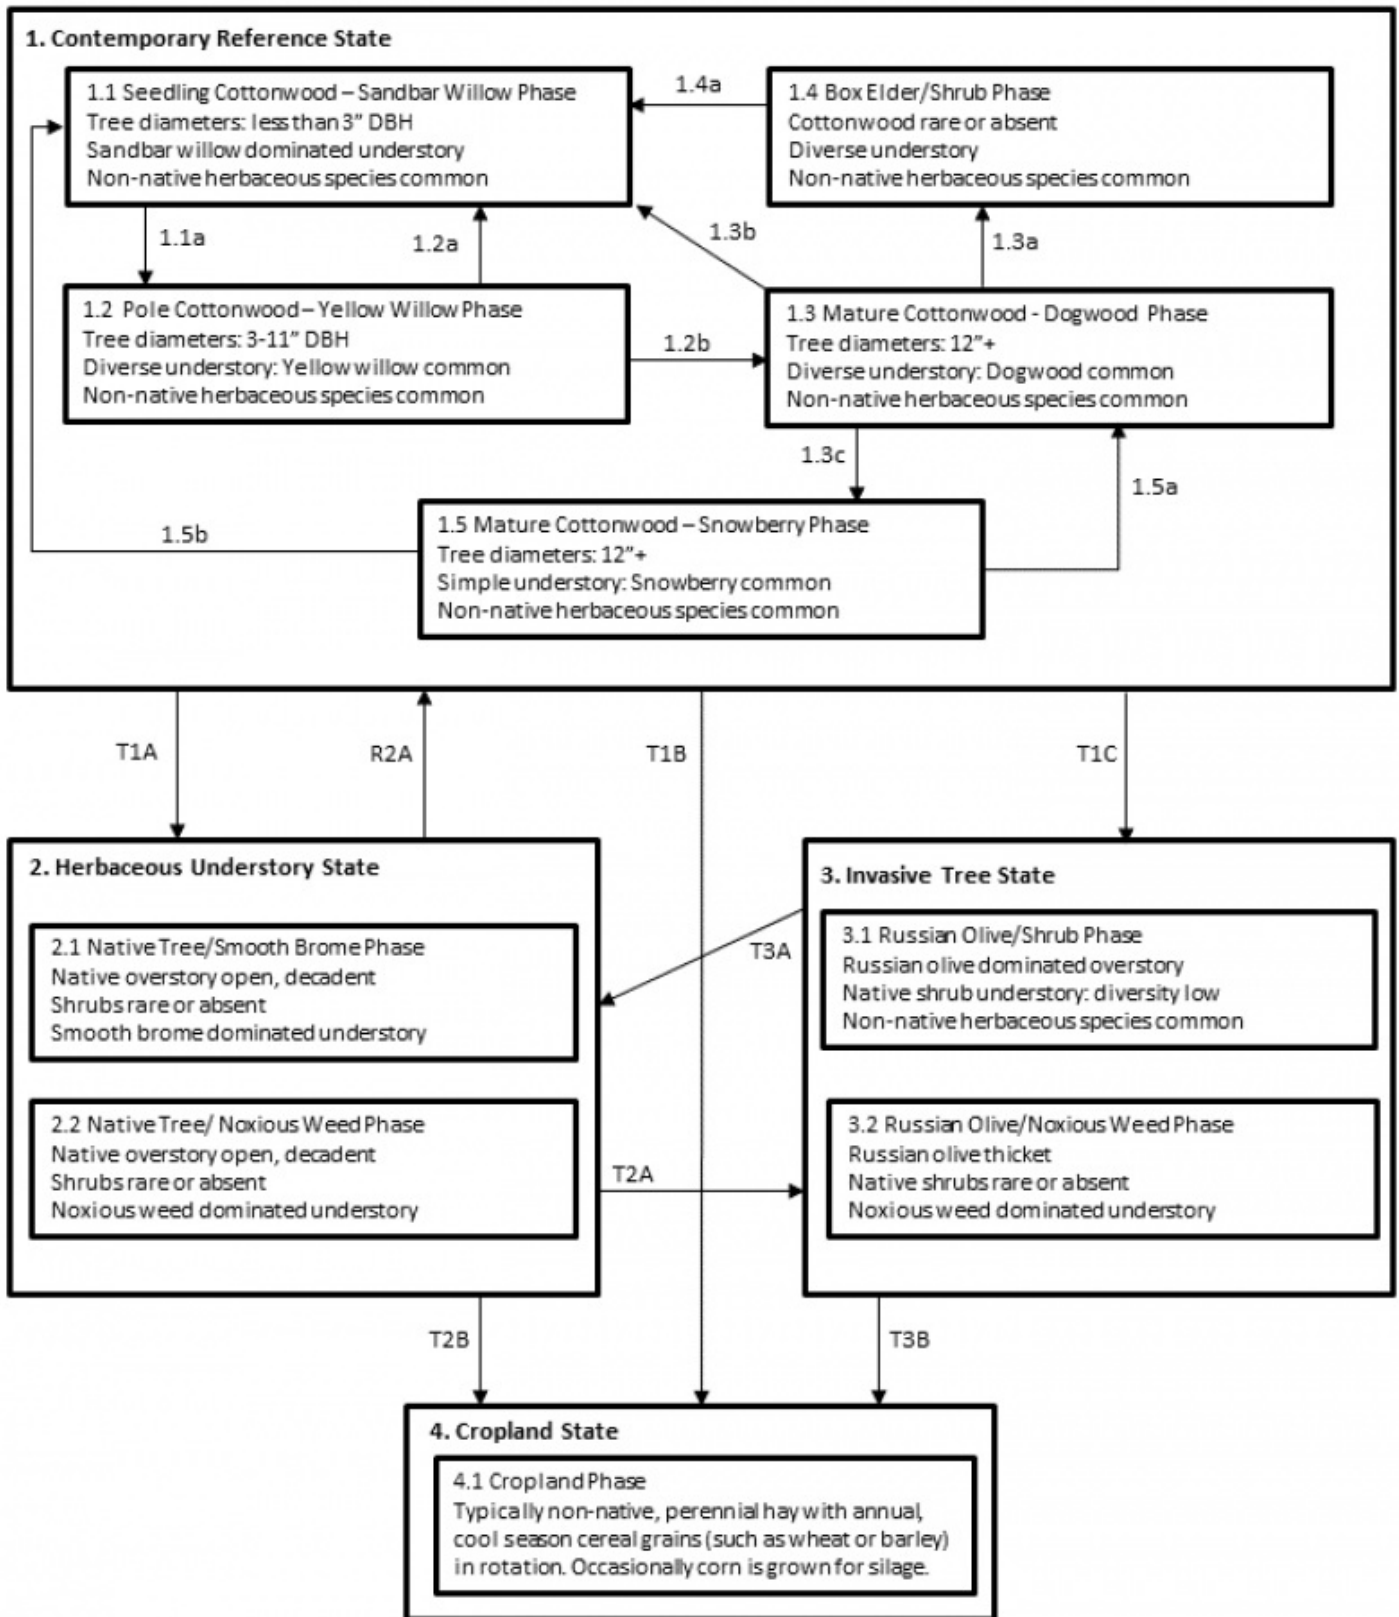 1. Contemporary Reference State
1.1 Seedling Cottonwood – Sandbar Willow Phase
Tree diameters: less than 3” DBH
Sandbar willow dominated understory
Non-native herbaceous species common
1.4a
1.4 Box Elder/Shrub Phase
Cottonwood rare or absent
Diverse understory
Non-native herbaceous species common
1.1a
1.2a
1.3b
1.3a
1.2 Pole Cottonwood – Yellow Willow Phase
Tree diameters: 3-11” DBH
Diverse understory: Yellow willow common
Non-native herbaceous species common
1.2b
1.3 Mature Cottonwood - Dogwood Phase
Tree diameters: 12”+
Diverse understory: Dogwood common
Non-native herbaceous species common
1.3c
1.5a
1.5b
1.5 Mature Cottonwood – Snowberry Phase
Tree diameters: 12”+
Simple understory: Snowberry common
Non-native herbaceous species common
T1A
R2A
T1B
T1C
2. Herbaceous Understory State
2.1 Native Tree/Smooth Brome Phase
Native overstory open, decadent
Shrubs rare or absent
Smooth brome dominated understory
2.2 Native Tree/ Noxious Weed Phase
Native overstory open, decadent
Shrubs rare or absent
Noxious weed dominated understory
T3A
T2A
3. Invasive Tree State
3.1 Russian Olive/Shrub Phase
Russian olive dominated overstory
Native shrub understory: diversity low
Non-native herbaceous species common
3.2 Russian Olive/Noxious Weed Phase
Russian olive thicket
Native shrubs rare or absent
Noxious weed dominated understory
T2B
T3B
4. Cropland State
4.1 Cropland Phase
Typically non-native, perennial hay with annual,
cool season cereal grains (such as wheat or barley)
in rotation. Occasionally corn is grown for silage.